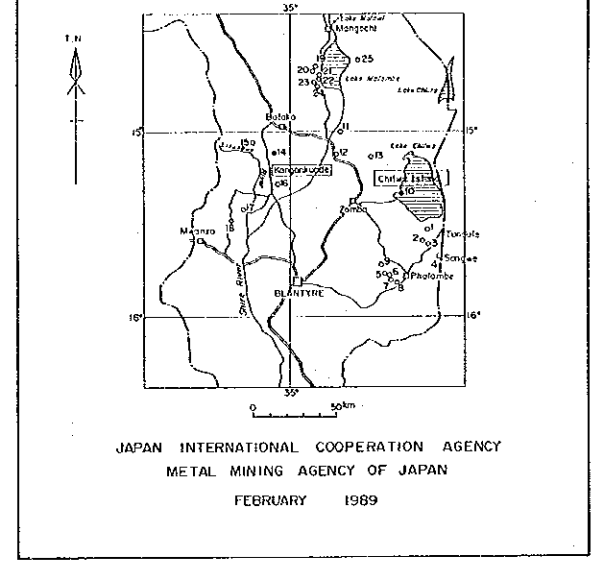 35°
Lake Malawi
Mangochi
T.N
19
25
20
21
22
Lake Malombe
23
24
Lake Chiuta
Balaka
15°
11
15°
Lake Chilwa
15
14
12
13
Kangankunde
Chilwa Island
16
10
17
Zomba
18
1
Mwanza
2
3
Tundulu
4
Songwe
9
5
6
Phalombe
7
8
BLANTYRE
Shire River
16°
16°
35°
0
50km
JAPAN INTERNATIONAL COOPERATION AGENCY
METAL MINING AGENCY OF JAPAN
FEBRUARY 1989